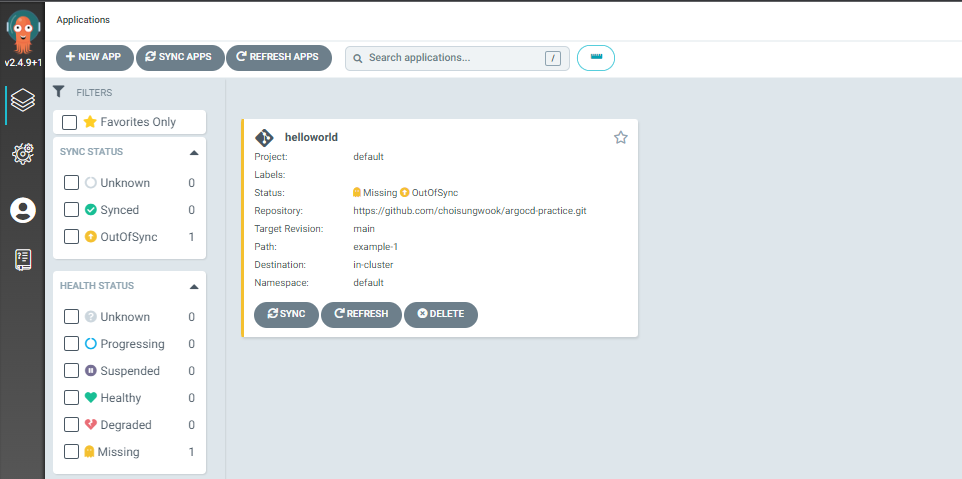 Applications
v2.4.9+1
NEW APP SYNC APPS REFRESH APPS Search applications... /
FILTERS
Favorites Only
SYNC STATUS
Unknown 0
Synced 0
OutOfSync 1
HEALTH STATUS
Unknown 0
Progressing 0
Suspended 0
Healthy 0
Degraded 0
Missing 1
helloworld
Project: default
Labels:
Status: Missing OutOfSync
Repository: https://github.com/choisungwook/argocd-practice.git
Target Revision: main
Path: example-1
Destination: in-cluster
Namespace: default
SYNC REFRESH DELETE